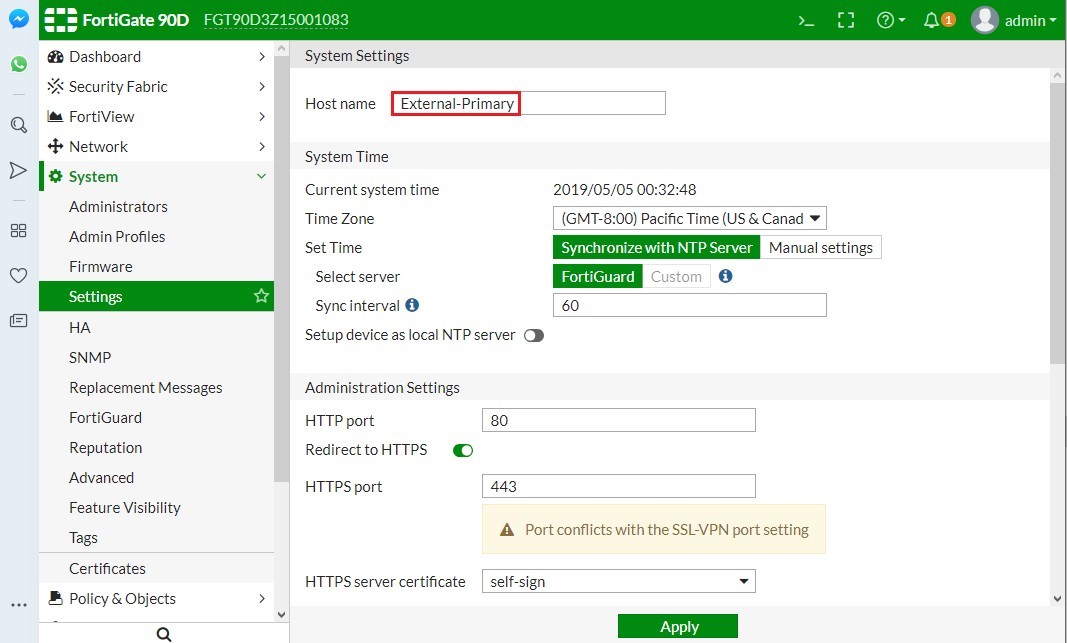 FortiGate 90D FGT90D3Z15001083
>_ 1 admin
Dashboard
Security Fabric
FortiView
Network
System
Administrators
Admin Profiles
Firmware
Settings
HA
SNMP
Replacement Messages
FortiGuard
Reputation
Advanced
Feature Visibility
Tags
Certificates
Policy & Objects
System Settings
Host name External-Primary
System Time
Current system time 2019/05/05 00:32:48
Time Zone (GMT-8:00) Pacific Time (US & Canad
Set Time Synchronize with NTP Server Manual settings
Select server FortiGuard Custom
Sync interval 60
Setup device as local NTP server
Administration Settings
HTTP port 80
Redirect to HTTPS
HTTPS port 443
Port conflicts with the SSL-VPN port setting
HTTPS server certificate self-sign
Apply